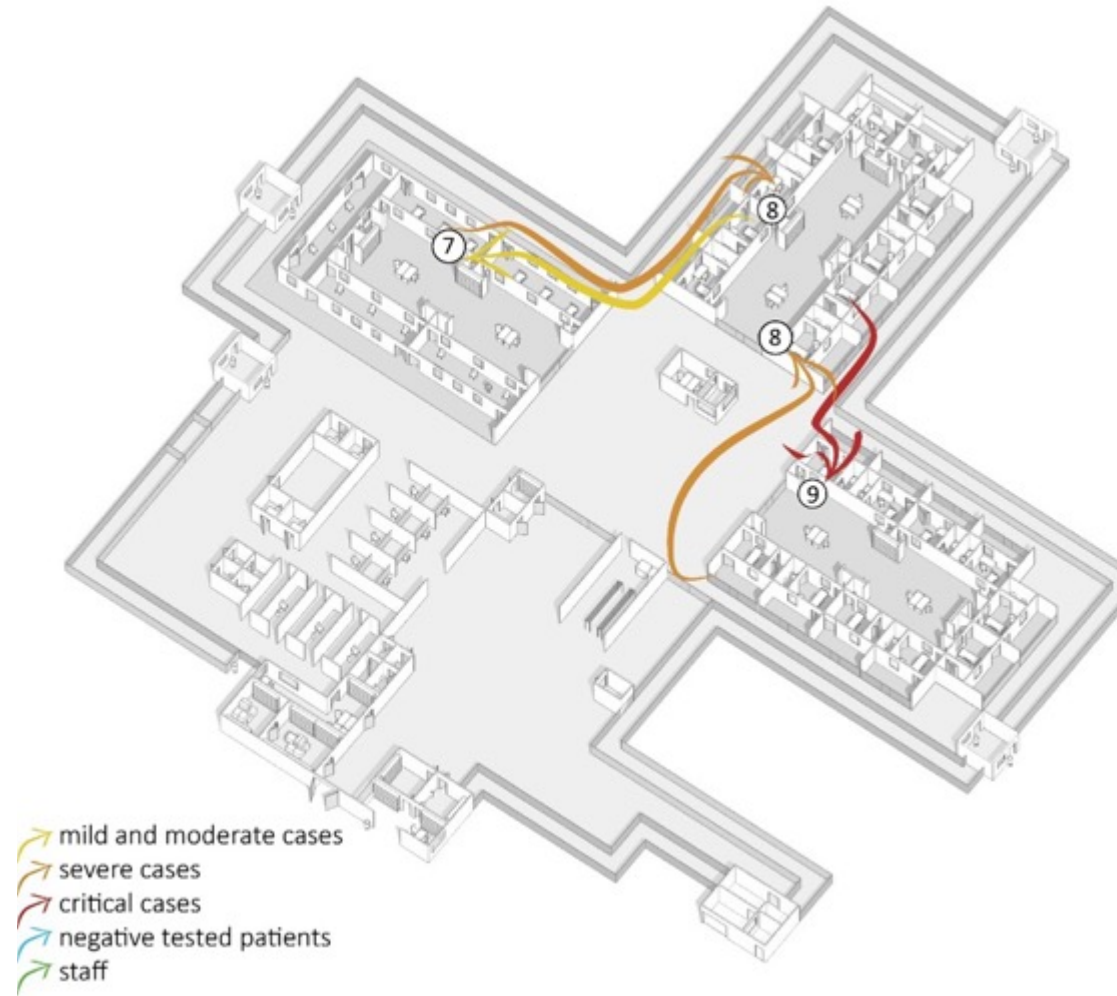 8
7
8
9
mild and moderate cases
severe cases
critical cases
negative tested patients
staff